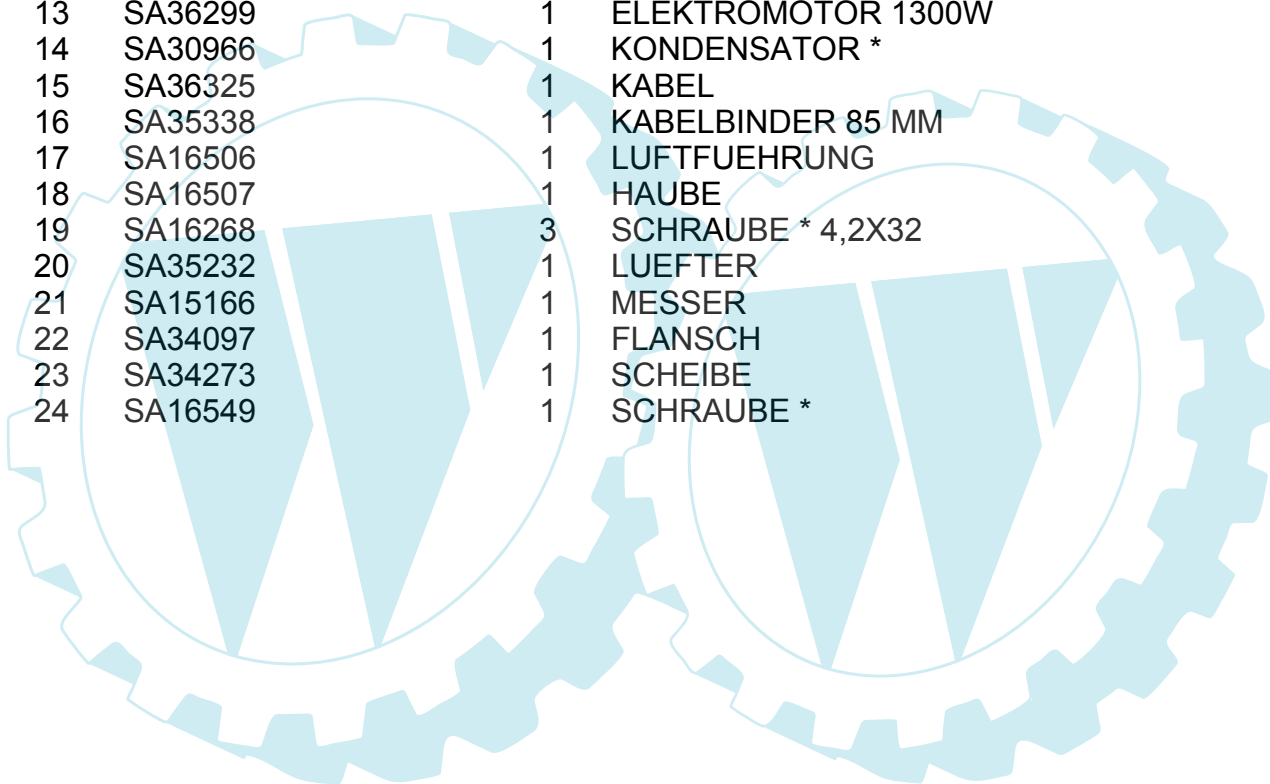 13 SA36299 1 ELEKTROMOTOR 1300W
14 SA30966 1 KONDENSATOR *
15 SA36325 1 KABEL
16 SA35338 1 KABELBINDER 85 MM
17 SA16506 1 LUFTFUEHRUNG
18 SA16507 1 HAUBE
19 SA16268 3 SCHRAUBE * 4,2X32
20 SA35232 1 LUEFTER
21 SA15166 1 MESSER
22 SA34097 1 FLANSCH
23 SA34273 1 SCHEIBE
24 SA16549 1 SCHRAUBE *